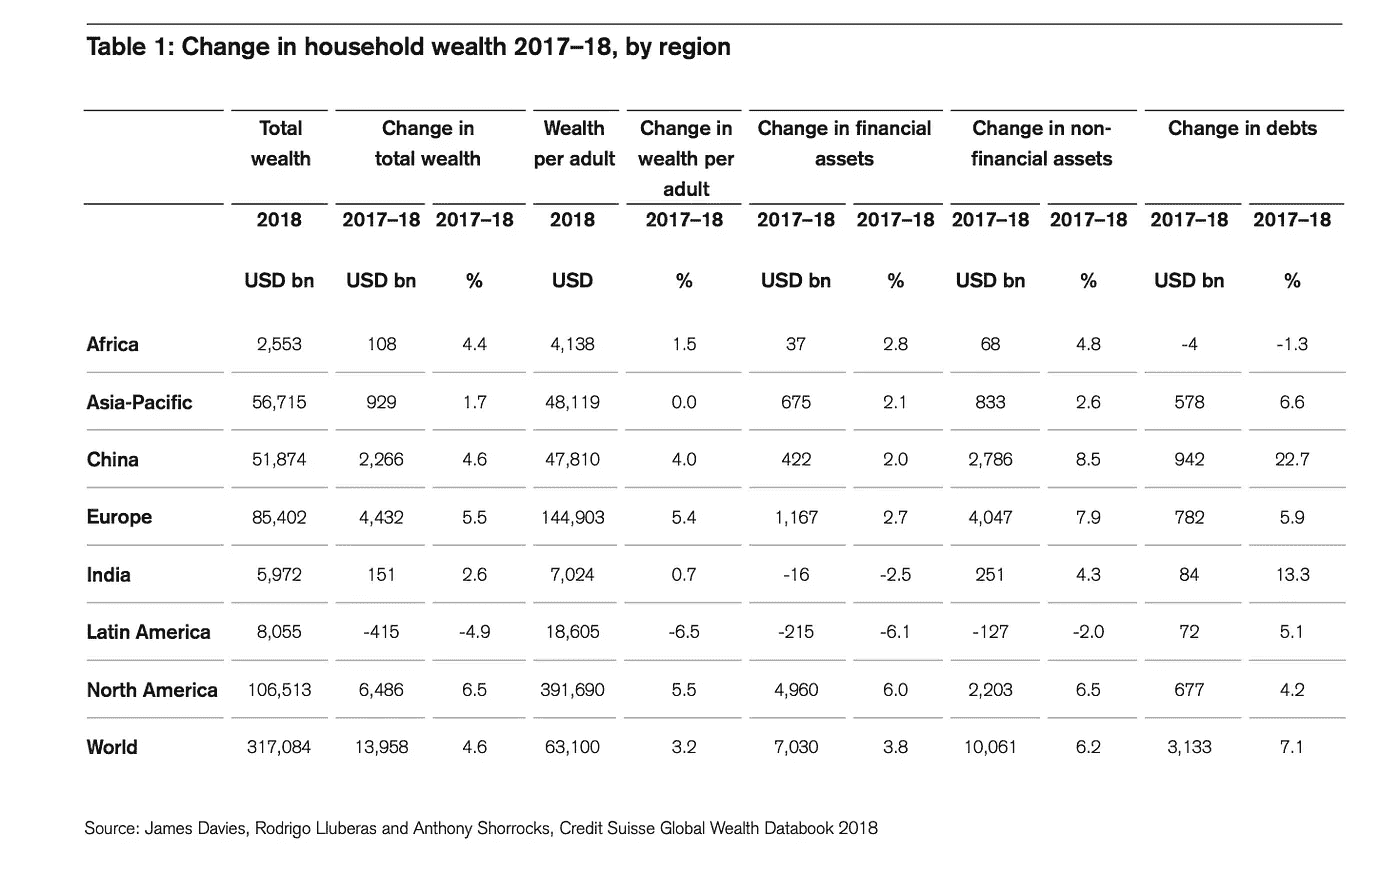 Table 1: Change in household wealth 2017–18, by region
Total Change in Wealth Change in Change in financial Change in non- Change in debts
wealth total wealth per adult wealth per assets financial assets
adult
2018 2017–18 2017–18 2018 2017–18 2017–18 2017–18 2017–18 2017–18 2017–18 2017–18
USD bn USD bn % USD % USD bn % USD bn % USD bn %
Africa 2,553 108 4.4 4,138 1.5 37 2.8 68 4.8 -4 -1.3
Asia-Pacific 56,715 929 1.7 48,119 0.0 675 2.1 833 2.6 578 6.6
China 51,874 2,266 4.6 47,810 4.0 422 2.0 2,786 8.5 942 22.7
Europe 85,402 4,432 5.5 144,903 5.4 1,167 2.7 4,047 7.9 782 5.9
India 5,972 151 2.6 7,024 0.7 -16 -2.5 251 4.3 84 13.3
Latin America 8,055 -415 -4.9 18,605 -6.5 -215 -6.1 -127 -2.0 72 5.1
North America 106,513 6,486 6.5 391,690 5.5 4,960 6.0 2,203 6.5 677 4.2
World 317,084 13,958 4.6 63,100 3.2 7,030 3.8 10,061 6.2 3,133 7.1
Source: James Davies, Rodrigo Lluberas and Anthony Shorrocks, Credit Suisse Global Wealth Databook 2018